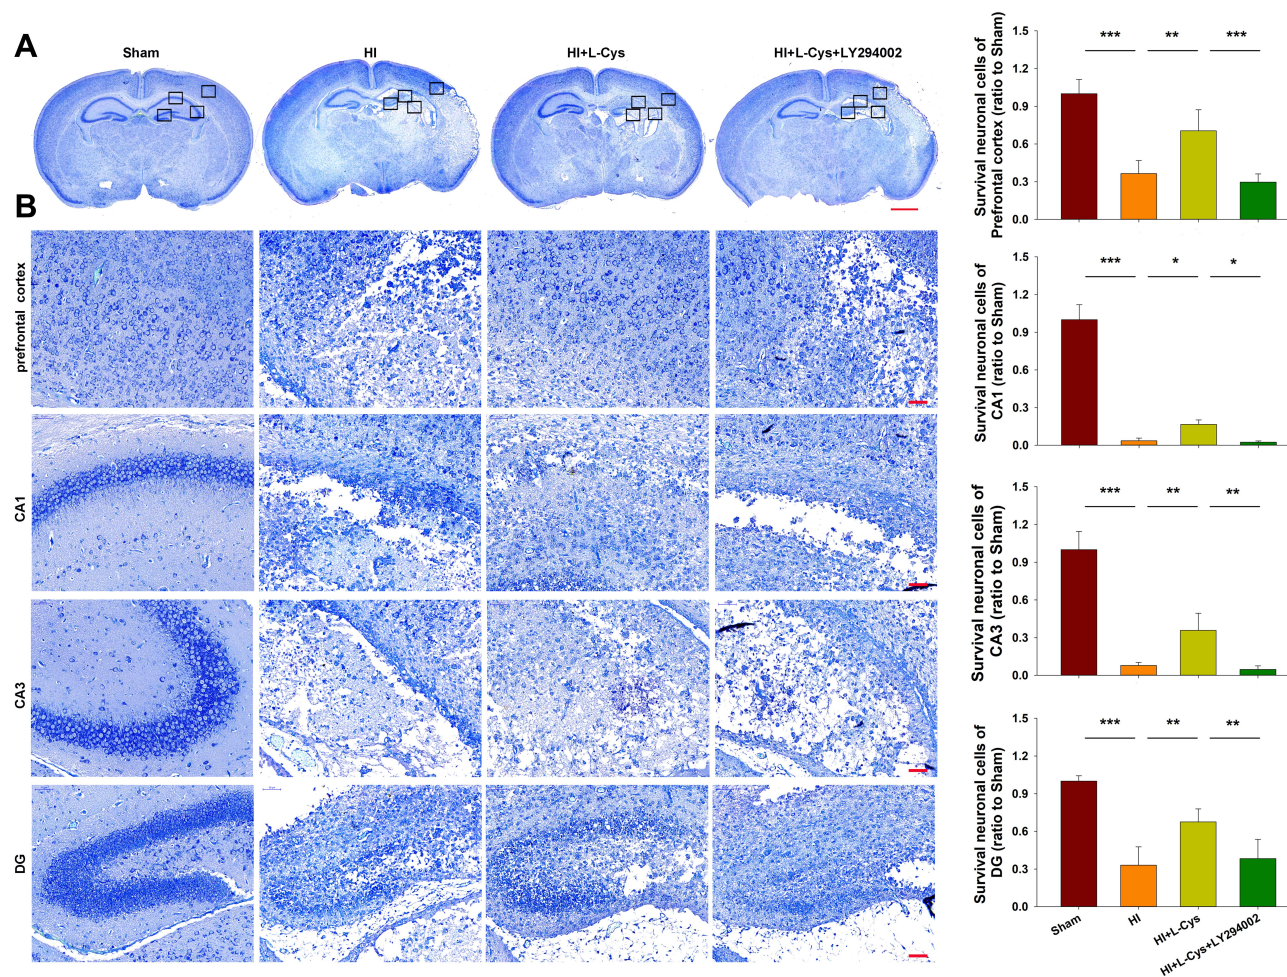 A
Sham
HI
HI+L-Cys
HI+L-Cys+LY294002
B
prefrontal cortex
CA1
CA3
DG
Survival neuronal cells of
Prefrontal cortex (ratio to Sham)
1.5
1.2
0.9
0.6
0.3
0.0
***
**
***
Survival neuronal cells of
CA1 (ratio to Sham)
1.5
1.2
0.9
0.6
0.3
0.0
***
*
*
Survival neuronal cells of
CA3 (ratio to Sham)
1.5
1.2
0.9
0.6
0.3
0.0
***
**
**
Survival neuronal cells of
DG (ratio to Sham)
1.5
1.2
0.9
0.6
0.3
0.0
***
**
**
Sham
HI
HI+L-Cys
HI+L-Cys+LY294002